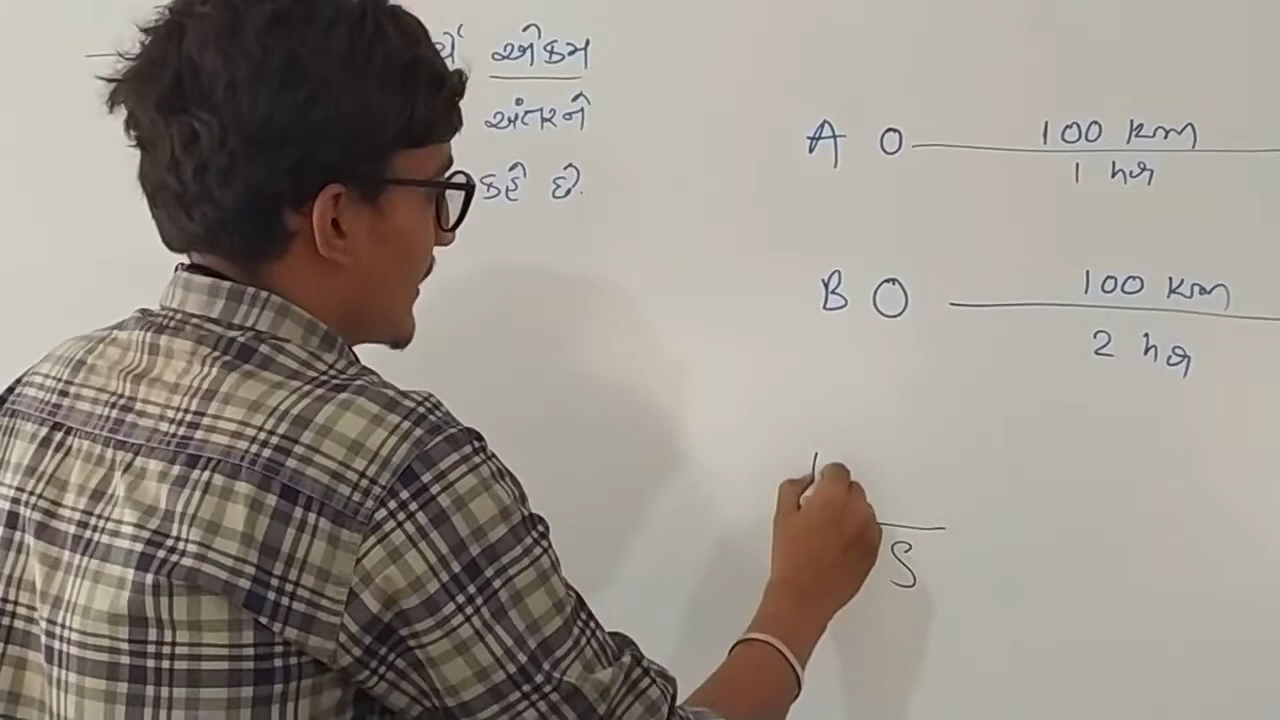 એકમ
અંતરને
કહે છે.
A O 100 km
1 hr
B O 100 km
2 hr
S